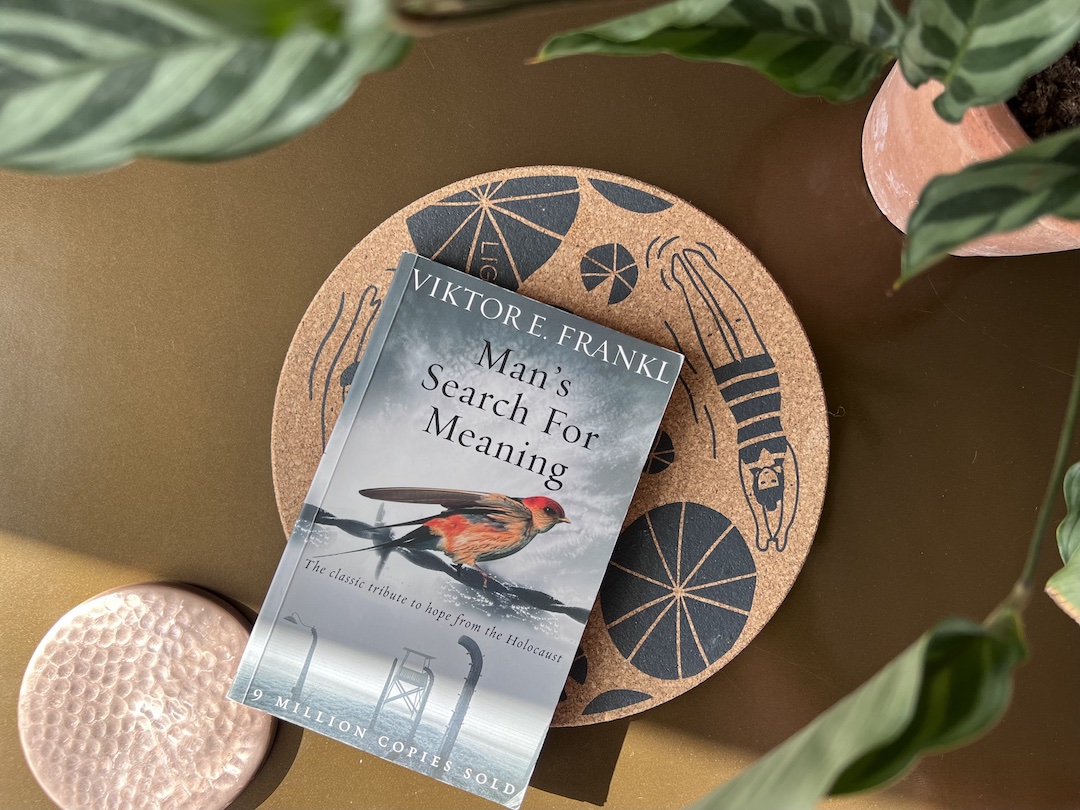 VIKTOR E. FRANKL
Man's
Search For
Meaning
The classic tribute to hope from the Holocaust
9 MILLION COPIES SOLD